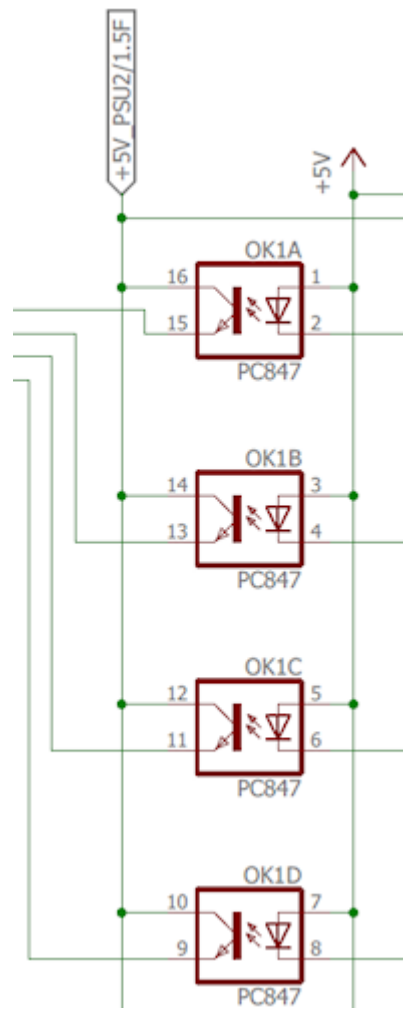 +5V_PSU2/1.5F
+5V
OK1A
16
1
15
2
PC847
OK1B
14
3
13
4
PC847
OK1C
12
5
11
6
PC847
OK1D
10
7
9
8
PC847